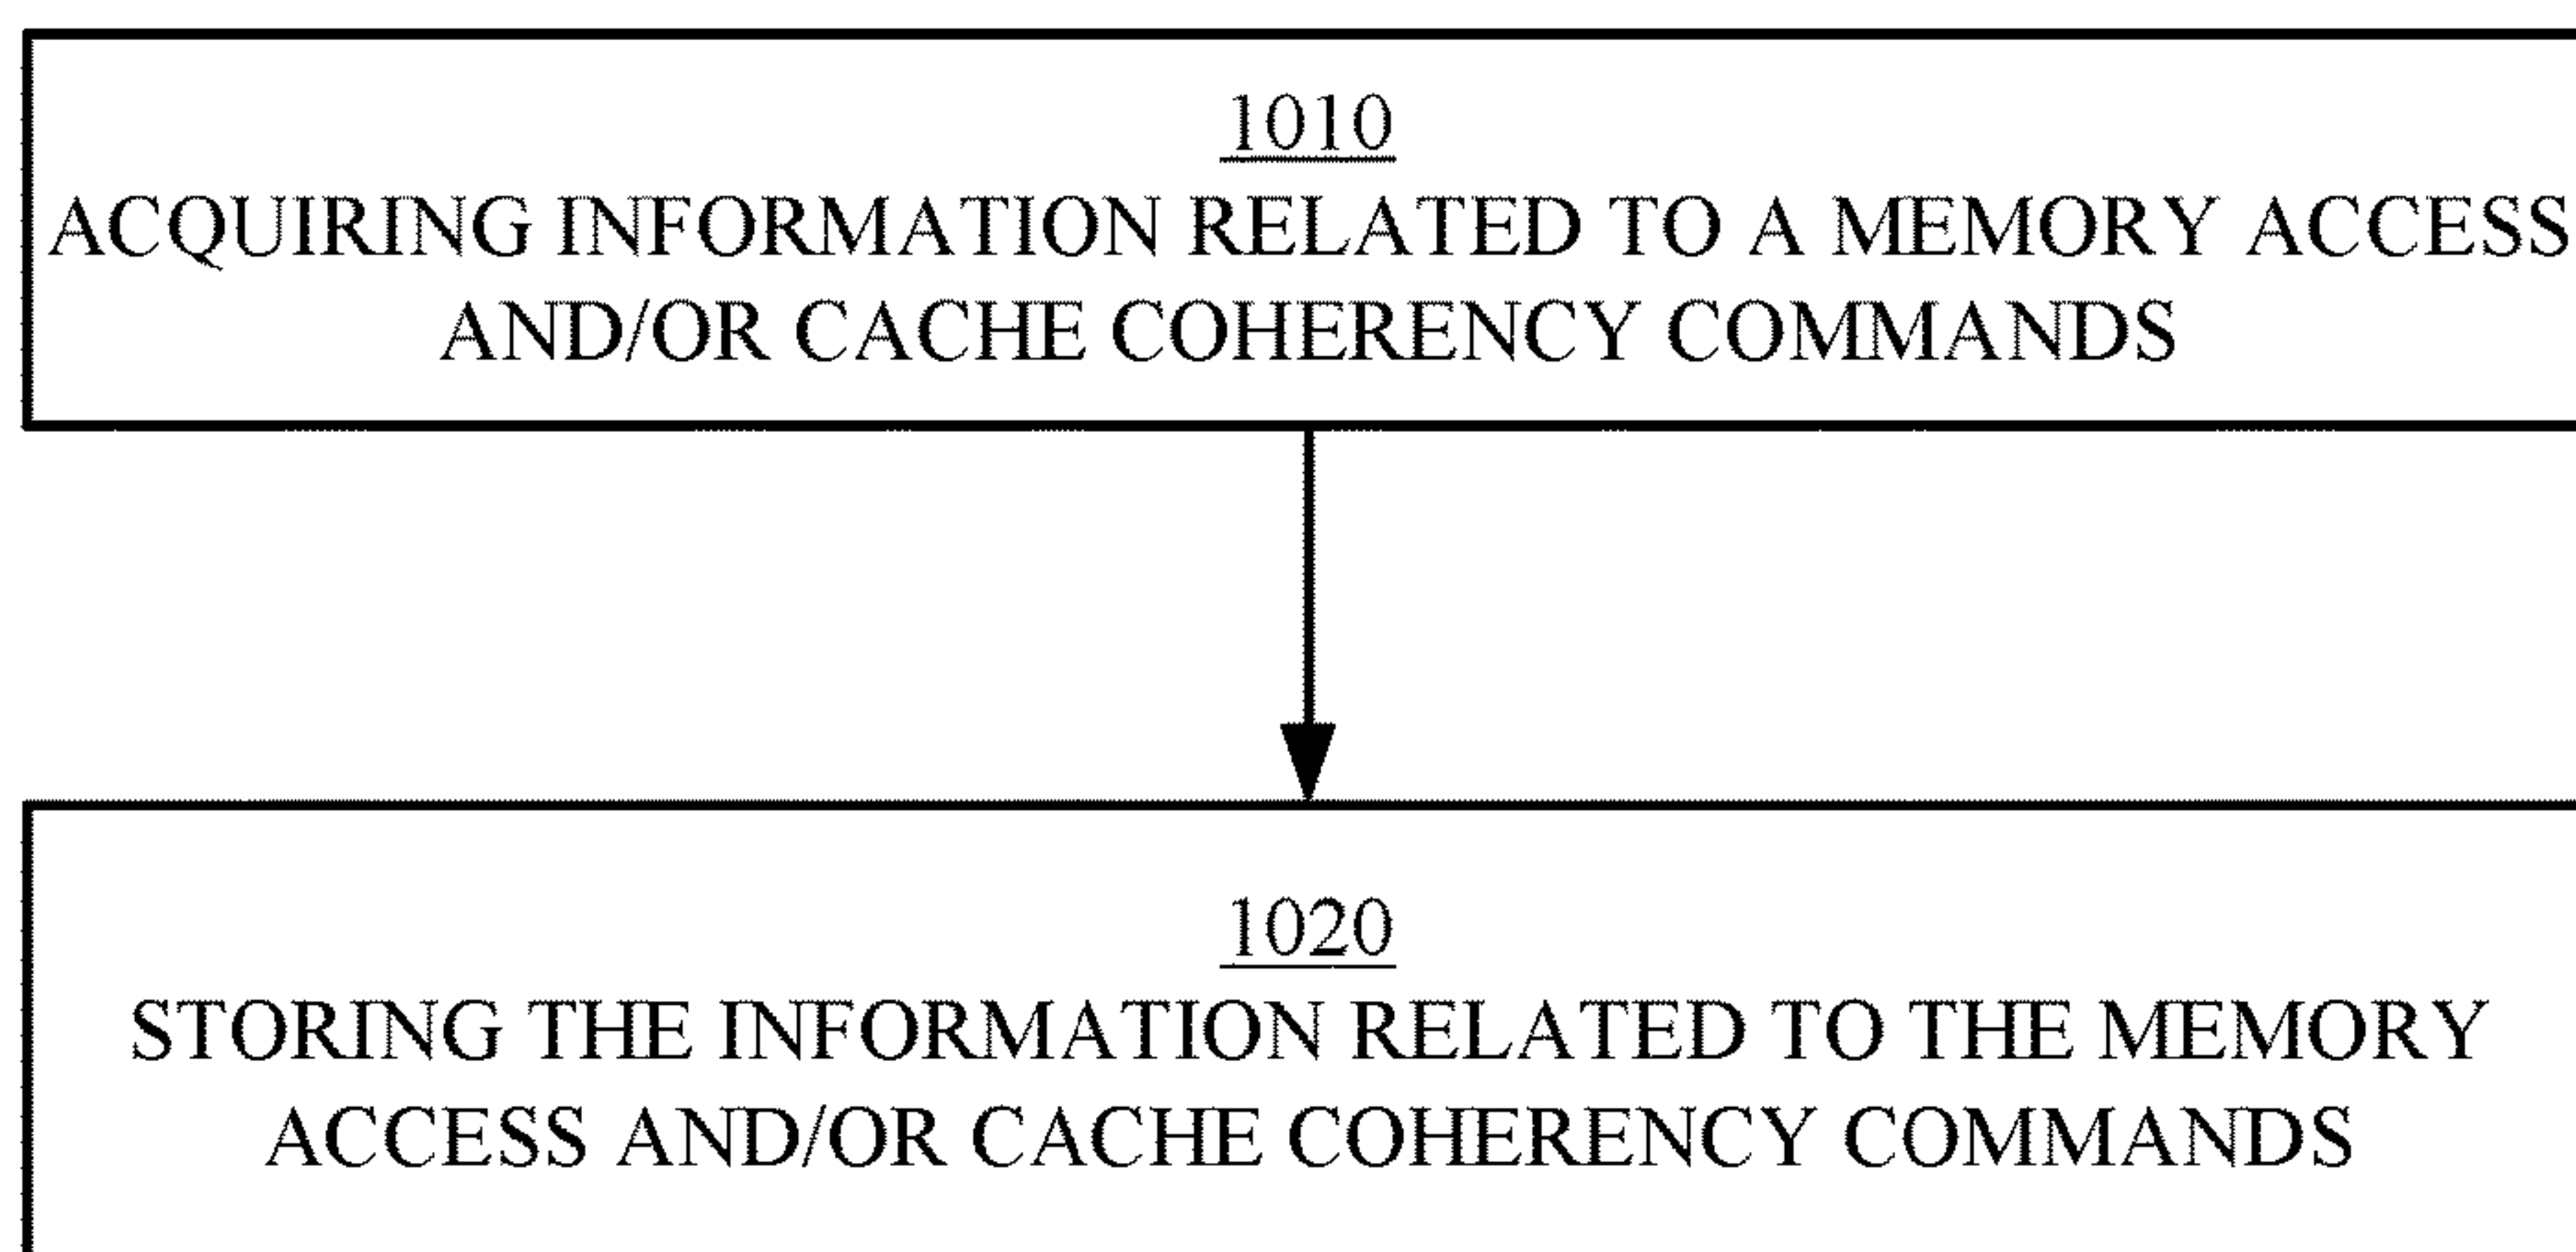 1010
ACQUIRING INFORMATION RELATED TO A MEMORY ACCESS
AND/OR CACHE COHERENCY COMMANDS
1020
STORING THE INFORMATION RELATED TO THE MEMORY
ACCESS AND/OR CACHE COHERENCY COMMANDS